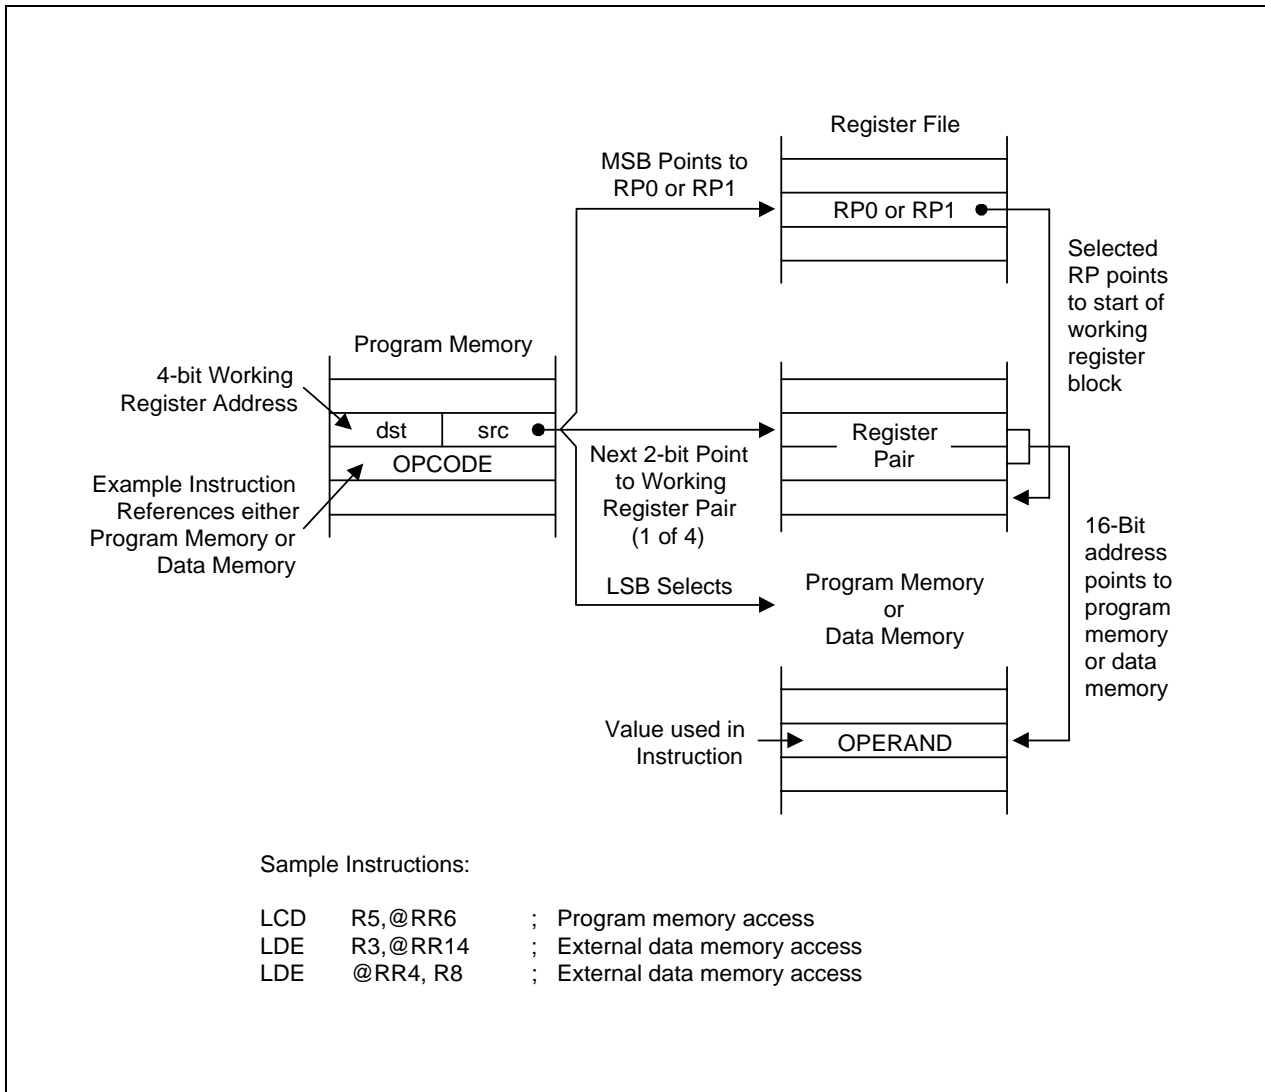 Register File
MSB Points to
RP0 or RP1
RP0 or RP1
Selected
RP points
to start of
working
register
block
Program Memory
4-bit Working
Register Address
dst src
OPCODE
Example Instruction
References either
Program Memory or
Data Memory
Next 2-bit Point
to Working
Register Pair
(1 of 4)
Register
Pair
LSB Selects
Program Memory
or
Data Memory
16-Bit
address
points to
program
memory
or data
memory
Value used in
Instruction
OPERAND
Sample Instructions:
LCD R5,@RR6 ; Program memory access
LDE R3,@RR14 ; External data memory access
LDE @RR4, R8 ; External data memory access